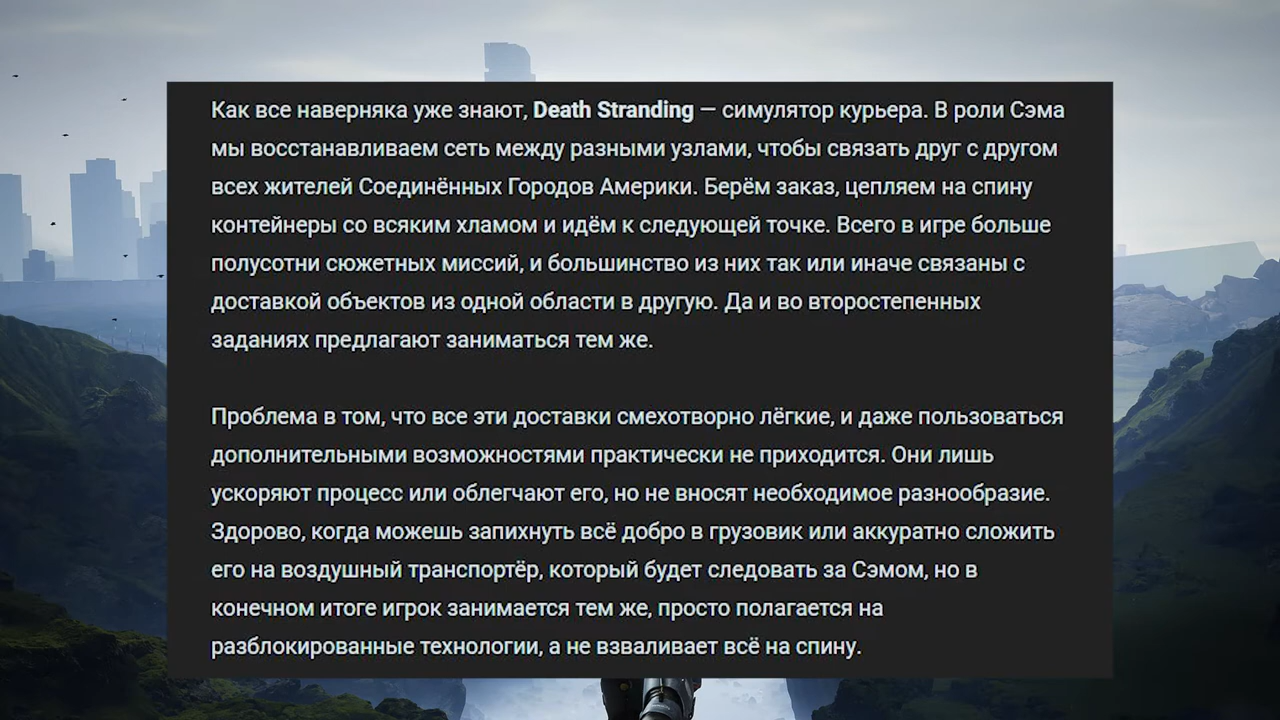 Как все наверняка уже знают, Death Stranding — симулятор курьера. В роли Сэма
мы восстанавливаем сеть между разными узлами, чтобы связать друг с другом
всех жителей Соединённых Городов Америки. Берём заказ, цепляем на спину
контейнеры со всяким хламом и идём к следующей точке. Всего в игре больше
полусотни сюжетных миссий, и большинство из них так или иначе связаны с
доставкой объектов из одной области в другую. Да и во второстепенных
заданиях предлагают заниматься тем же.
Проблема в том, что все эти доставки смехотворно лёгкие, и даже пользоваться
дополнительными возможностями практически не приходится. Они лишь
ускоряют процесс или облегчают его, но не вносят необходимое разнообразие.
Здорово, когда можешь запихнуть всё добро в грузовик или аккуратно сложить
его на воздушный транспортёр, который будет следовать за Сэмом, но в
конечном итоге игрок занимается тем же, просто полагается на
разблокированные технологии, а не взваливает всё на спину.